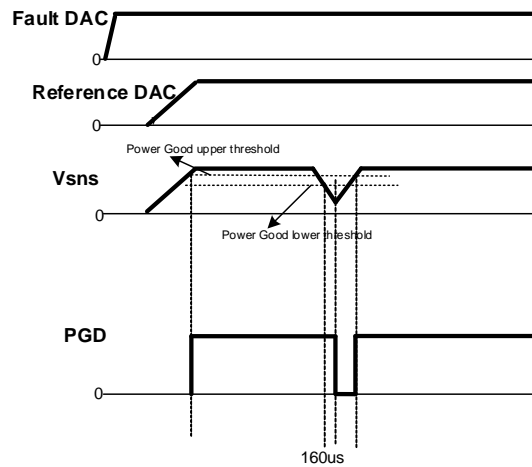 Fault DAC
0
Reference DAC
0
Power Good upper threshold
Vsns
0
Power Good lower threshold
PGD
0
160us